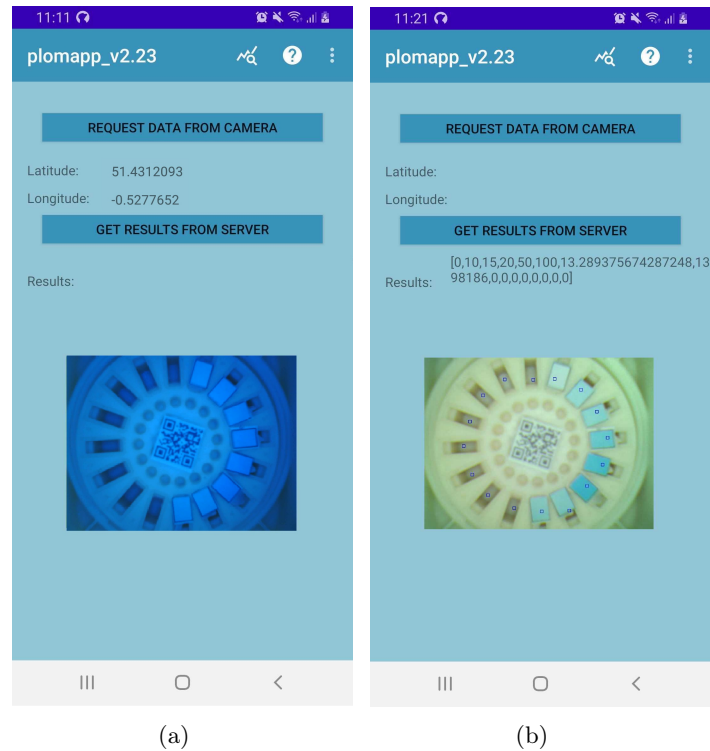 11:11
plomapp_v2.23
REQUEST DATA FROM CAMERA
Latitude: 51.4312093
Longitude: -0.5277652
GET RESULTS FROM SERVER
Results:
(a)
11:21
plomapp_v2.23
REQUEST DATA FROM CAMERA
Latitude:
Longitude:
GET RESULTS FROM SERVER
Results:
[0,10,15,20,50,100,13.289375674287248,13
98186,0,0,0,0,0,0,0,0]
(b)